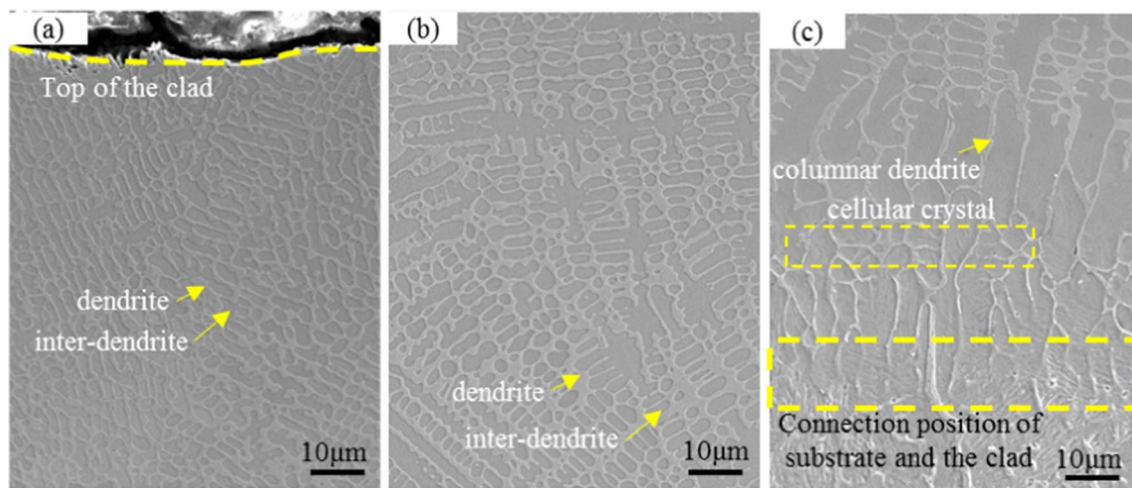 (a)
Top of the clad
dendrite
inter-dendrite
10μm
(b)
dendrite
inter-dendrite
10μm
(c)
columnar dendrite
cellular crystal
Connection position of
substrate and the clad
10μm